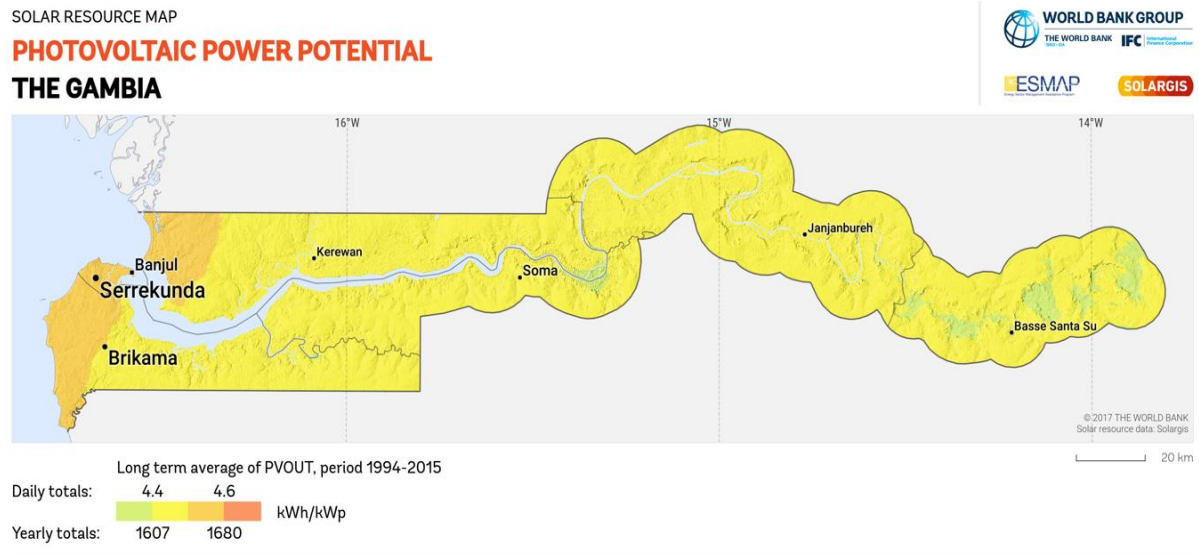 SOLAR RESOURCE MAP
PHOTOVOLTAIC POWER POTENTIAL
THE GAMBIA
WORLD BANK GROUP
THE WORLD BANK
IFC International Finance Corporation
ESMAP
SOLARGIS
16°W
15°W
14°W
Kerewan
Janjanbureh
Banjul
Soma
Serrekunda
Basse Santa Su
Brikama
© 2017 THE WORLD BANK
Solar resource data: Solargis
20 km
Long term average of PVOUT, period 1994-2015
Daily totals: 4.4 4.6
kWh/kWp
Yearly totals: 1607 1680